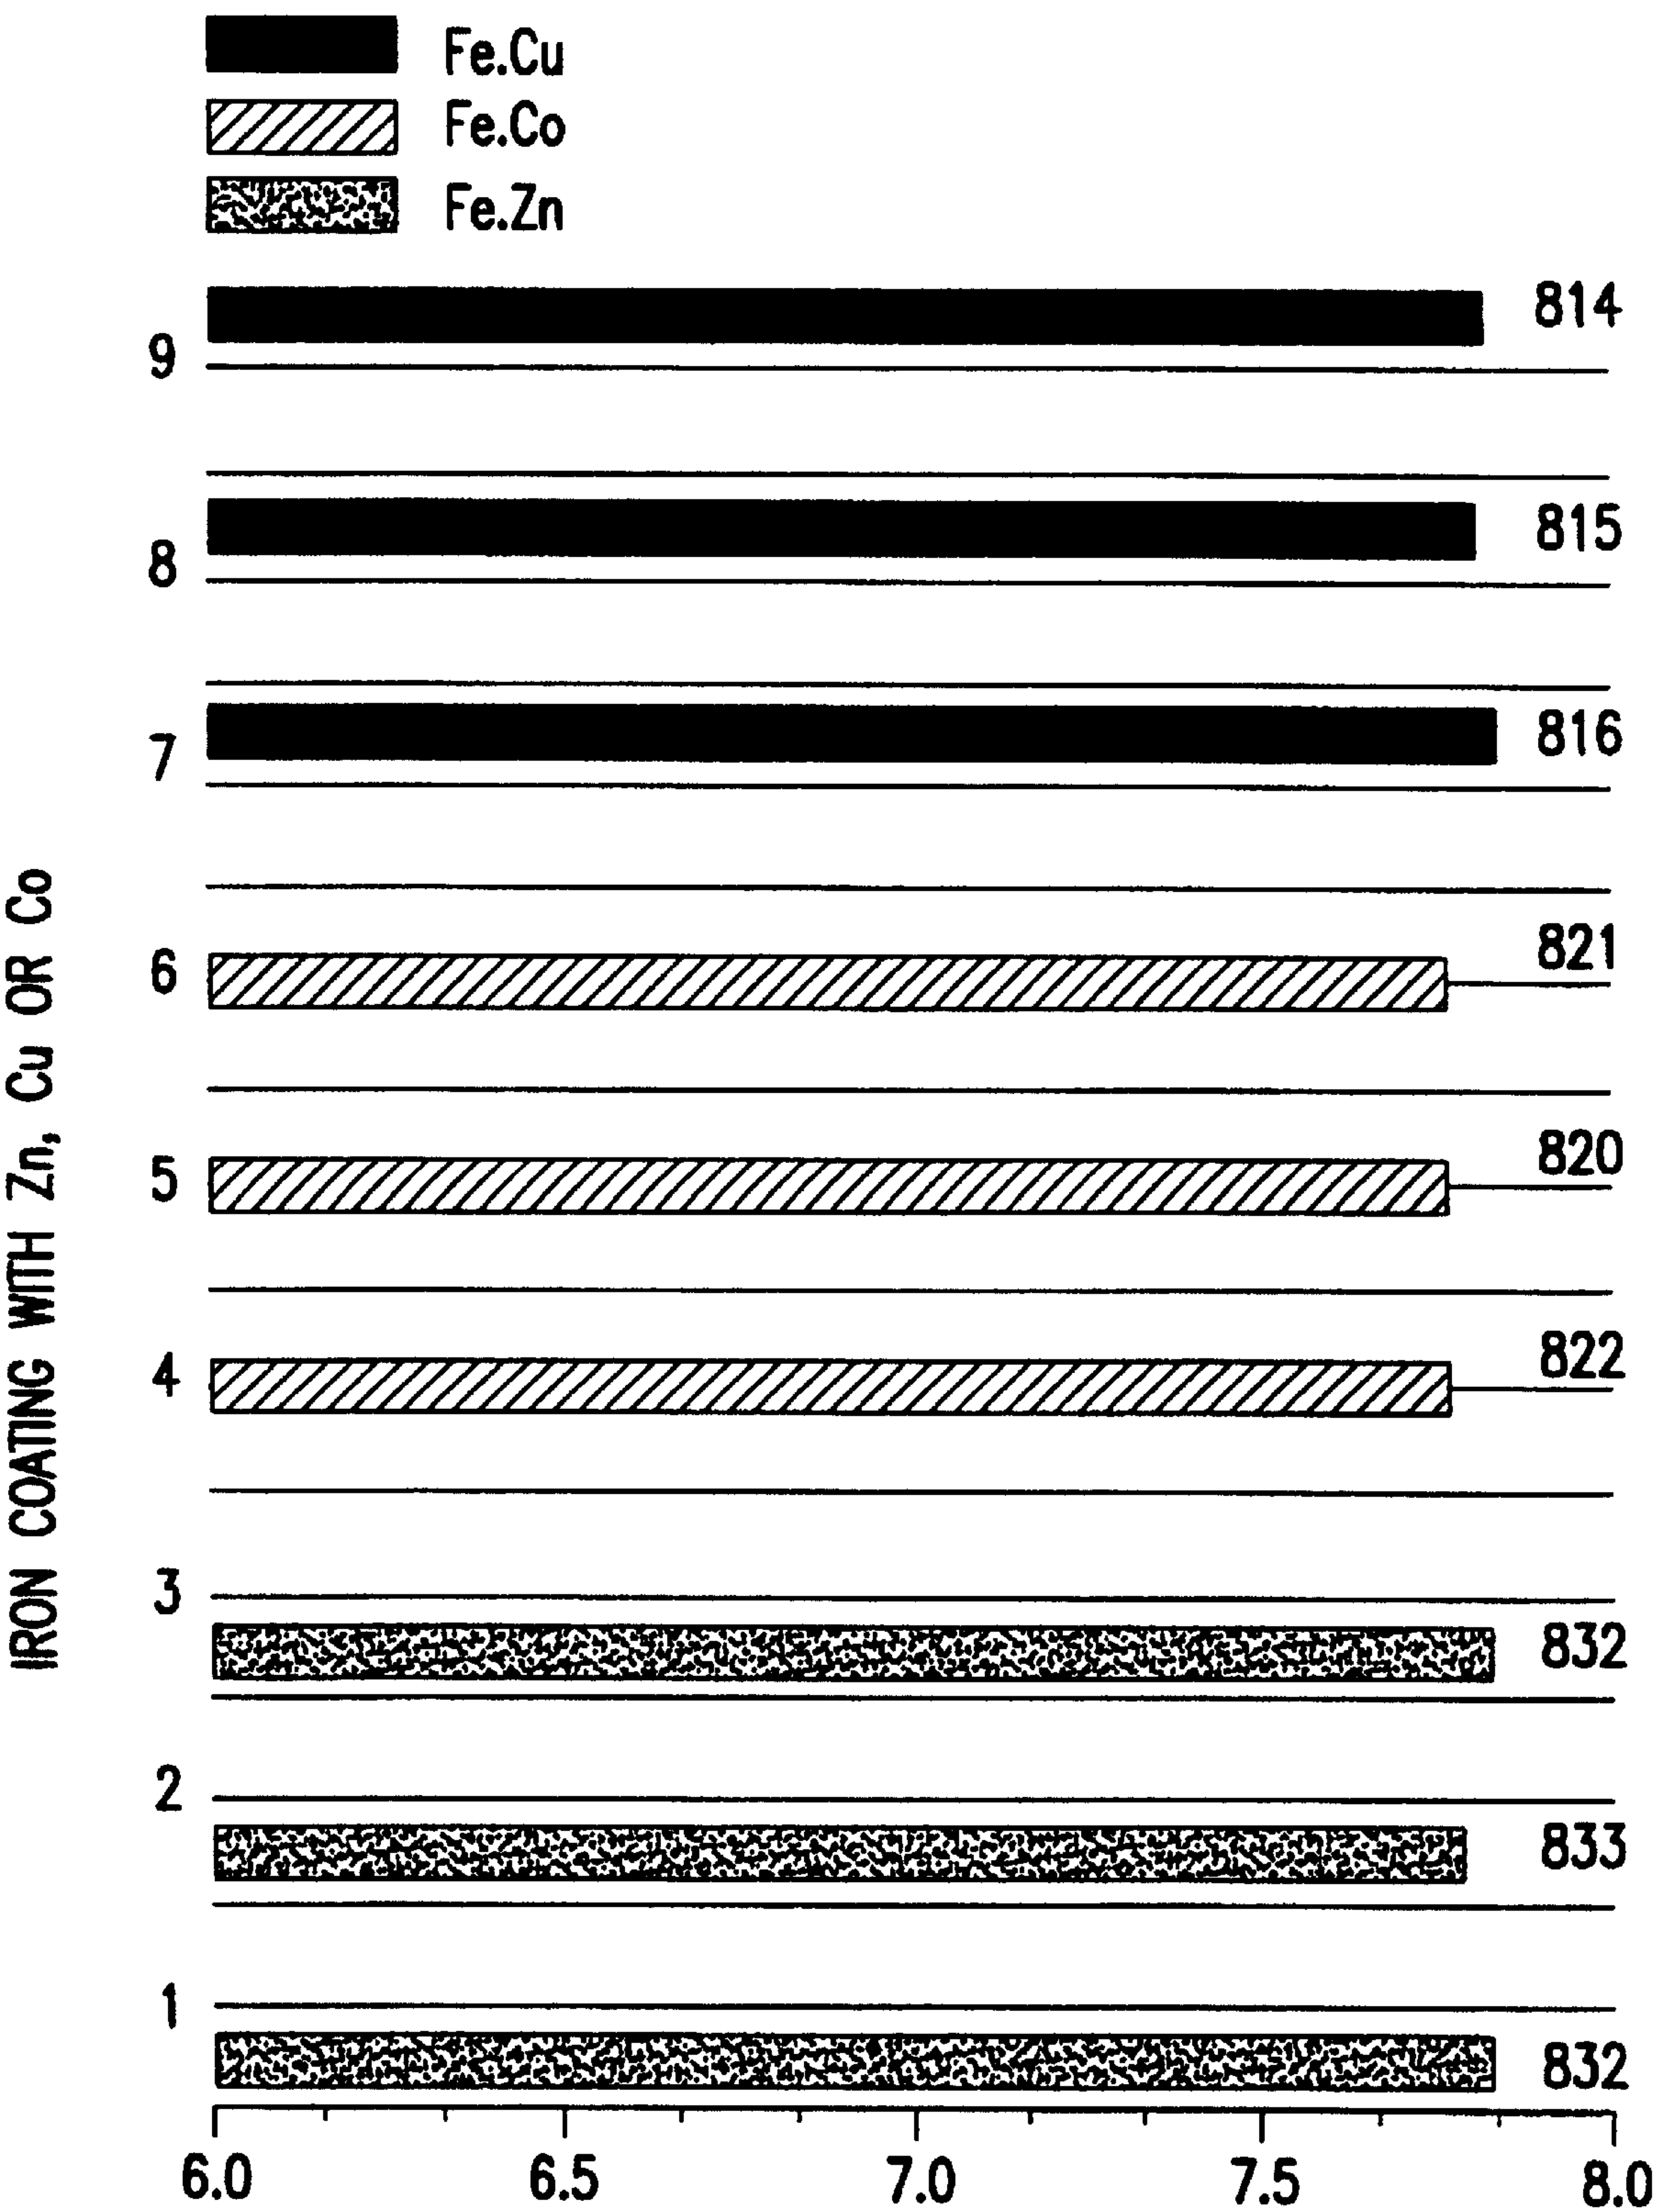 Fe.Cu
Fe.Co
Fe.Zn
9 814
8 815
7 816
6 821
5 820
4 822
3 832
2 833
1 832
IRON COATING WITH Zn, Cu OR Co
6.0 6.5 7.0 7.5 8.0